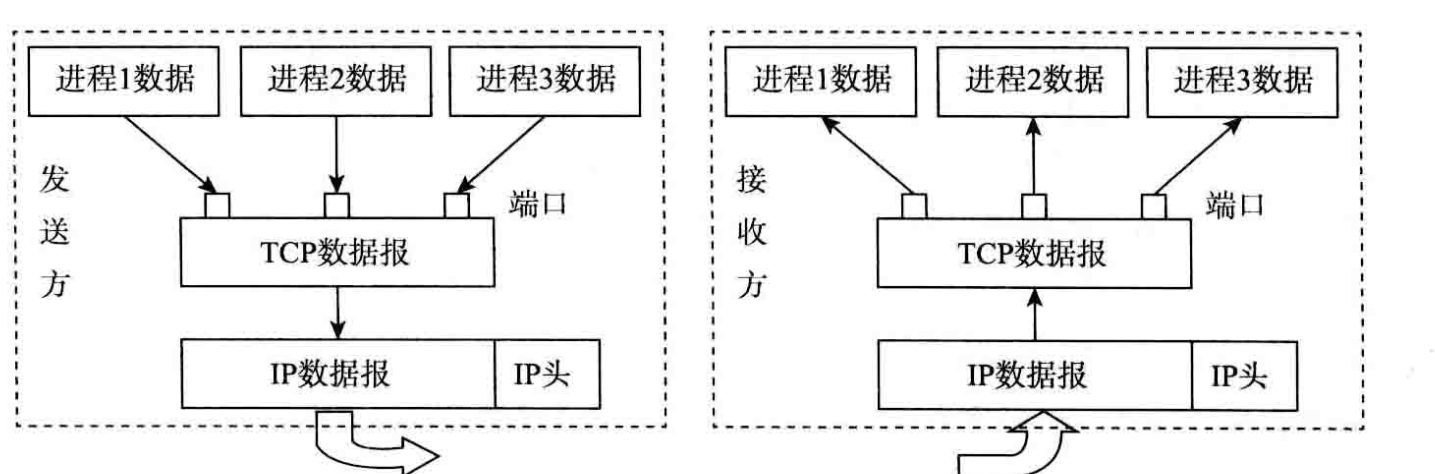 进程1数据 进程2数据 进程3数据
发送方
端口
TCP数据报
IP数据报 IP头
进程1数据 进程2数据 进程3数据
接收方
端口
TCP数据报
IP数据报 IP头